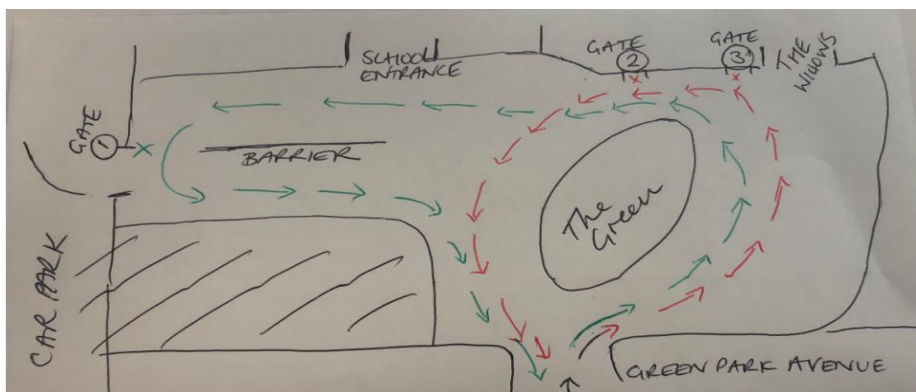 SCHOOL
ENTRANCE
GATE
2
GATE
3
THE
WILLOWS
GATE
1
BARRIER
The
Green
CAR PARK
GREEN PARK AVENUE